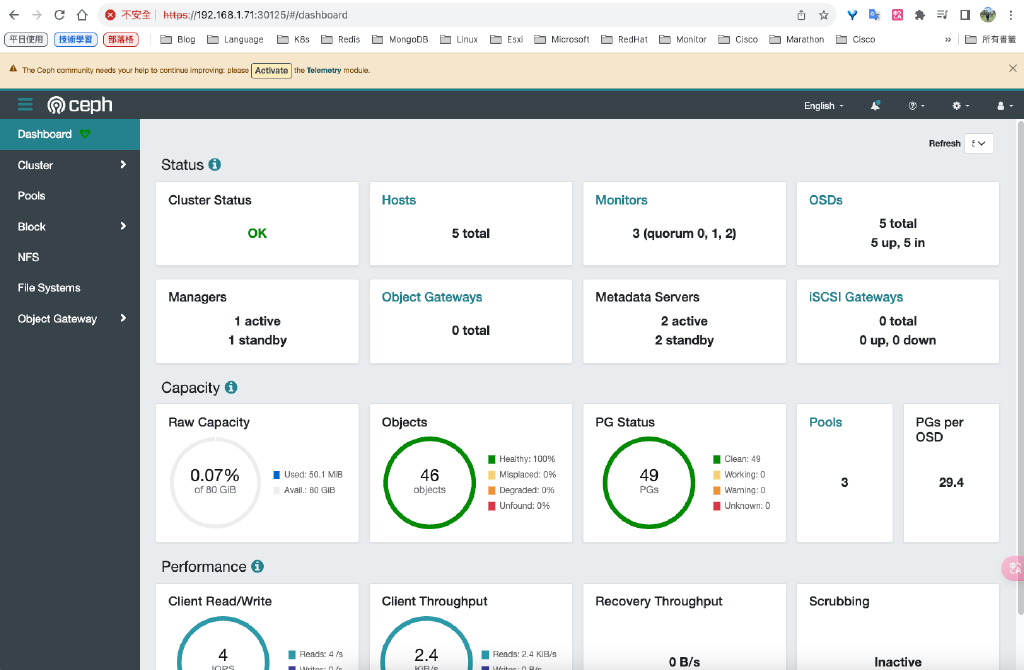 不安全 https://192.168.1.71:30125/#/dashboard
平日使用 技術學習 部落格 Blog Language K8s Redis MongoDB Linux Esxi Microsoft RedHat Monitor Cisco Marathon Cisco » 所有書籤
The Ceph community needs your help to continue improving: please Activate the Telemetry module.
ceph English
Dashboard
Cluster
Pools
Block
NFS
File Systems
Object Gateway
Refresh
Status
Cluster Status
OK
Hosts
5 total
Monitors
3 (quorum 0, 1, 2)
OSDs
5 total
5 up, 5 in
Managers
1 active
1 standby
Object Gateways
0 total
Metadata Servers
2 active
2 standby
iSCSI Gateways
0 total
0 up, 0 down
Capacity
Raw Capacity
0.07%
of 80 GiB
Used: 50.1 MiB
Avail.: 80 GiB
Objects
46
objects
Healthy: 100%
Misplaced: 0%
Degraded: 0%
Unfound: 0%
PG Status
49
PGs
Clean: 49
Working: 0
Warning: 0
Unknown: 0
Pools
3
PGs per
OSD
29.4
Performance
Client Read/Write
4
IOPS
Reads: 4 /s
Writes: 0 /s
Client Throughput
2.4
KiB/s
Reads: 2.4 KiB/s
Writes: 0 B/s
Recovery Throughput
0 B/s
Scrubbing
Inactive